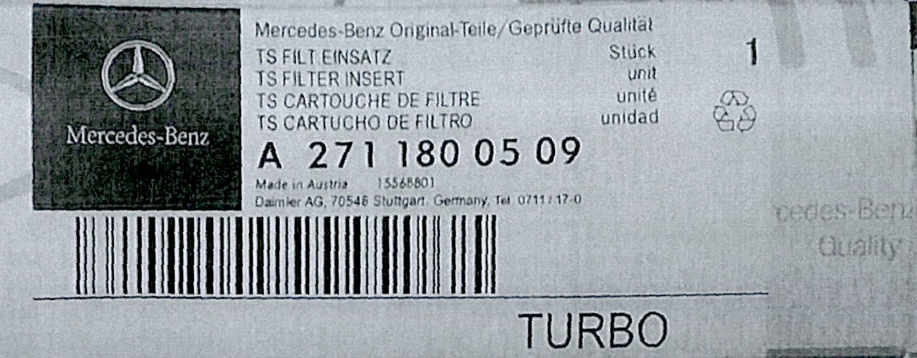 Mercedes-Benz
Mercedes-Benz Original-Teile/Geprüfte Qualität
TS FILT EINSATZ Stück 1
TS FILTER INSERT unit
TS CARTOUCHE DE FILTRE unité
TS CARTUCHO DE FILTRO unidad
A 271 180 05 09
Made in Austria 15568801
Daimler AG, 70546 Stuttgart. Germany, Tel 0711/17-0
cedes-Benz
Quality
TURBO